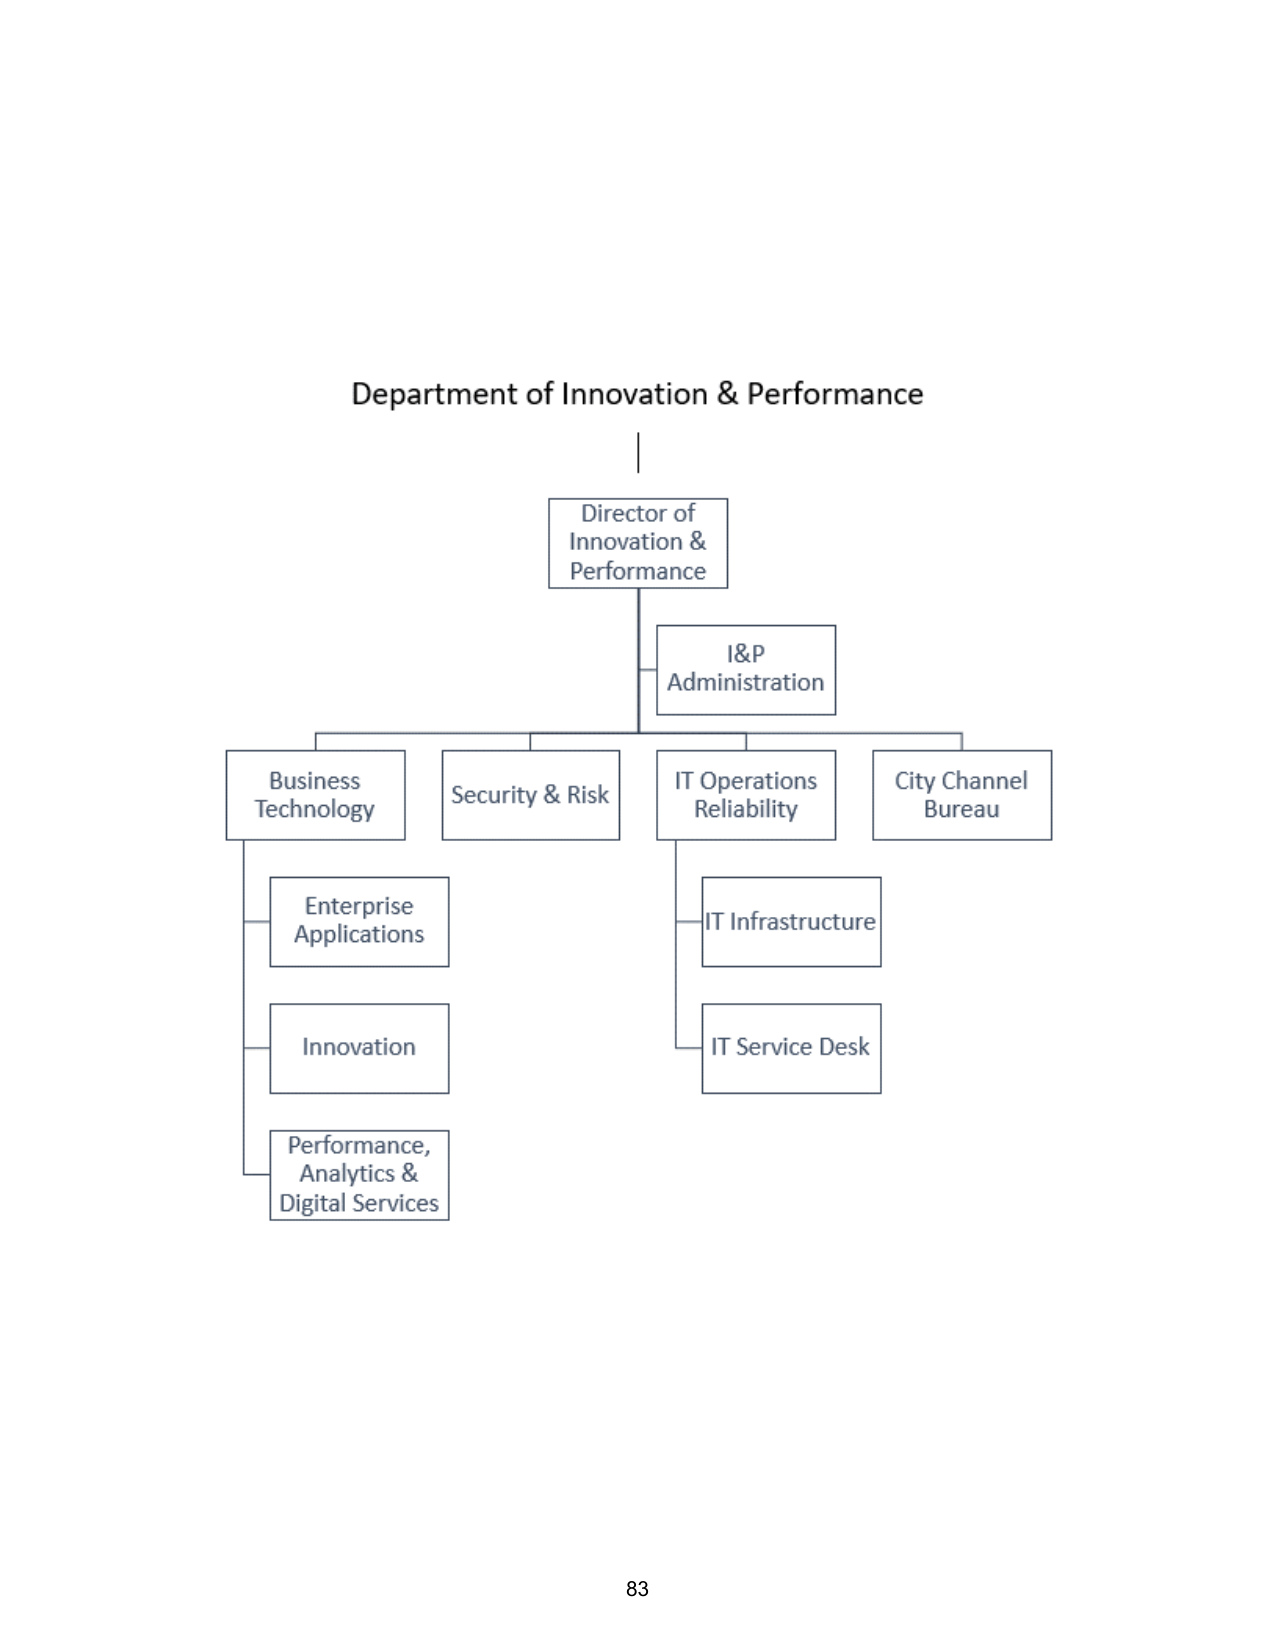 Department of Innovation & Performance
Director of
Innovation &
Performance
I&P
Administration
Business
Technology
Security & Risk
IT Operations
Reliability
City Channel
Bureau
Enterprise
Applications
IT Infrastructure
Innovation
IT Service Desk
Performance,
Analytics &
Digital Services
83